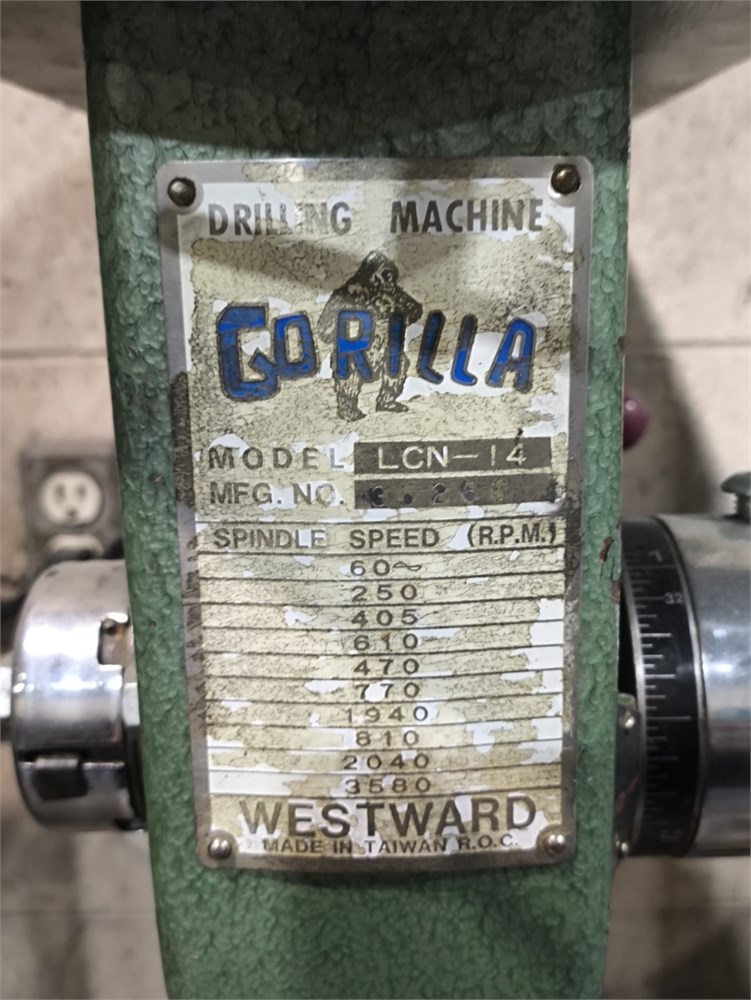 DRILLING MACHINE
GORILLA
MODEL LCN-14
MFG. NO.
SPINDLE SPEED (R.P.M.)
60~
250
405
610
470
770
1940
810
2040
3580
WESTWARD
MADE IN TAIWAN R.O.C.
32